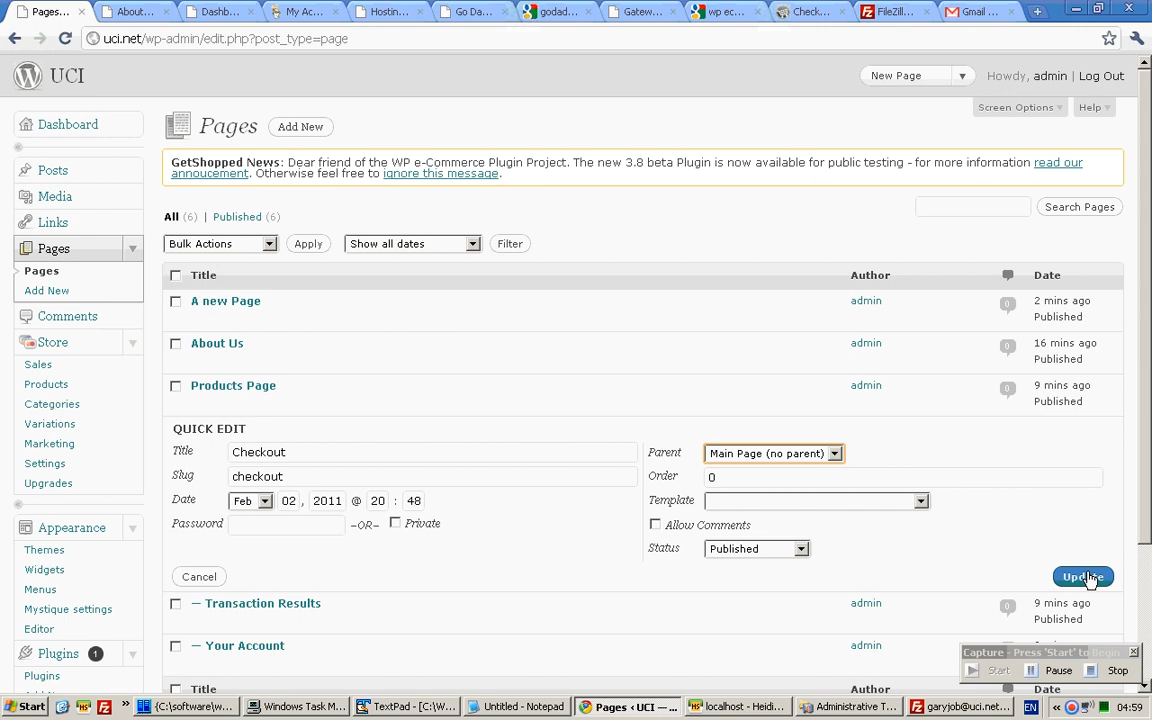 Pages ...
About...
Dashb...
My Ac...
Hostin...
Go Da...
godad...
Gatew...
wp ec...
Check...
FileZill...
Gmail ...
uci.net/wp-admin/edit.php?post_type=page
UCI
New Page
Howdy, admin | Log Out
Screen Options
Help
Dashboard
Posts
Media
Links
Pages
Pages
Add New
Comments
Store
Sales
Products
Categories
Variations
Marketing
Settings
Upgrades
Appearance
Themes
Widgets
Menus
Mystique settings
Editor
Plugins 1
Plugins
Pages
Add New
GetShopped News: Dear friend of the WP e-Commerce Plugin Project. The new 3.8 beta Plugin is now available for public testing - for more information read our
annoucement. Otherwise feel free to ignore this message.
All (6) | Published (6)
Search Pages
Bulk Actions
Apply
Show all dates
Filter
Title
Author
Date
A new Page
admin
0
2 mins ago
Published
About Us
admin
0
16 mins ago
Published
Products Page
admin
0
9 mins ago
Published
QUICK EDIT
Title Checkout
Slug checkout
Date Feb 02 , 2011 @ 20 : 48
Password –OR– Private
Parent Main Page (no parent)
Order 0
Template
Allow Comments
Status Published
Cancel
Update
— Transaction Results
admin
0
9 mins ago
Published
— Your Account
admin
Title
Capture - Press 'Start' to Begin
Start
Pause
Stop
Start
{C:\software\w...
Windows Task M...
TextPad - [C:\W...
Untitled - Notepad
Pages ‹ UCI —...
localhost - Heidi...
Administrative T...
garyjob@uci.net...
EN
04:59